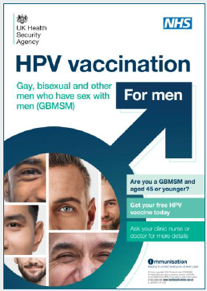 UK Health
Security
Agency
NHS
HPV vaccination
Gay, bisexual and other
men who have sex with
men (GBMSM)
For men
Are you a GBMSM and
aged 45 or younger?
Get your free HPV
vaccine today
Ask your clinic nurse or
doctor for more details
immunisation